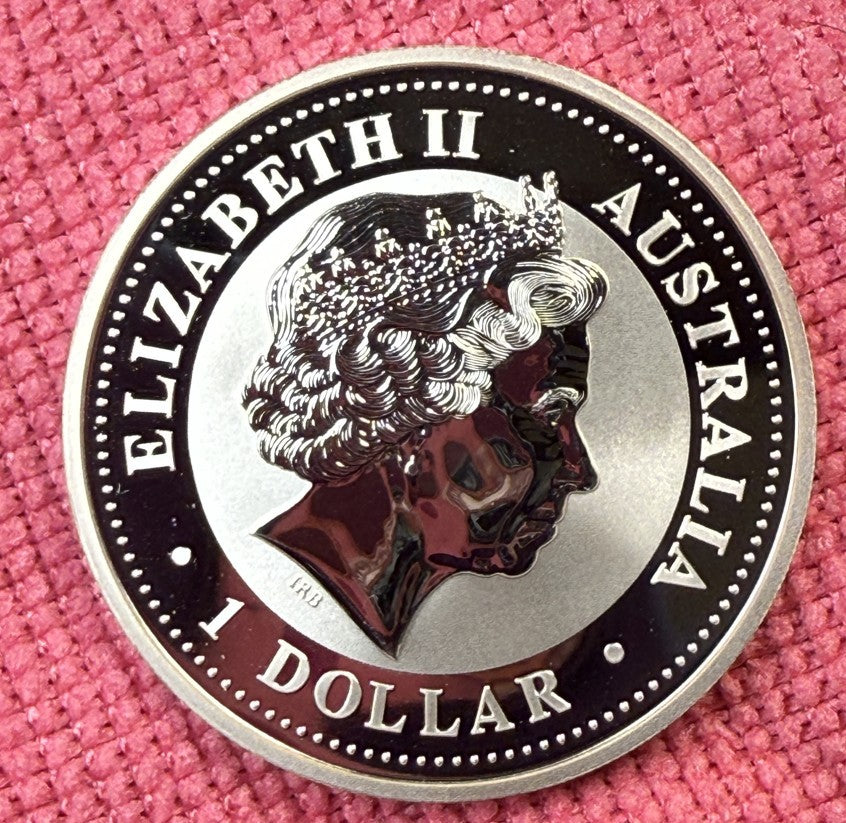 ELIZABETH II
AUSTRALIA
1 DOLLAR
IRB